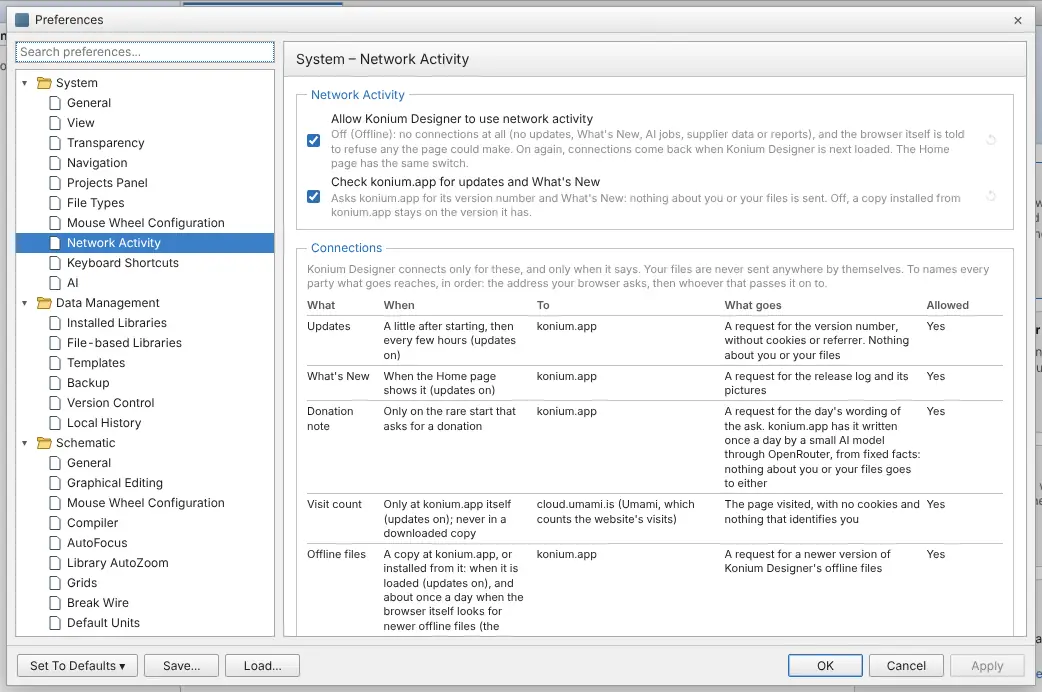 Preferences
Search preferences...
System
General
View
Transparency
Navigation
Projects Panel
File Types
Mouse Wheel Configuration
Network Activity
Keyboard Shortcuts
AI
Data Management
Installed Libraries
File-based Libraries
Templates
Backup
Version Control
Local History
Schematic
General
Graphical Editing
Mouse Wheel Configuration
Compiler
AutoFocus
Library AutoZoom
Grids
Break Wire
Default Units
System – Network Activity
Network Activity
Allow Konium Designer to use network activity
Off (Offline): no connections at all (no updates, What's New, AI jobs, supplier data or reports), and the browser itself is told
to refuse any the page could make. On again, connections come back when Konium Designer is next loaded. The Home
page has the same switch.
Check konium.app for updates and What's New
Asks konium.app for its version number and What's New: nothing about you or your files is sent. Off, a copy installed from
konium.app stays on the version it has.
Connections
Konium Designer connects only for these, and only when it says. Your files are never sent anywhere by themselves. To names every
party what goes reaches, in order: the address your browser asks, then whoever that passes it on to.
What When To What goes Allowed
Updates
A little after starting, then
every few hours (updates
on)
konium.app
A request for the version number,
without cookies or referrer. Nothing
about you or your files
Yes
What's New
When the Home page
shows it (updates on)
konium.app
A request for the release log and its
pictures
Yes
Donation
note
Only on the rare start that
asks for a donation
konium.app
A request for the day's wording of
the ask. konium.app has it written
once a day by a small AI model
through OpenRouter, from fixed facts:
nothing about you or your files goes
to either
Yes
Visit count
Only at konium.app itself
(updates on); never in a
downloaded copy
cloud.umami.is (Umami, which
counts the website's visits)
The page visited, with no cookies and
nothing that identifies you
Yes
Offline files
A copy at konium.app, or
installed from it: when it is
loaded (updates on), and
about once a day when the
browser itself looks for
newer offline files (the
konium.app
A request for a newer version of
Konium Designer's offline files
Yes
Set To Defaults ▾
Save...
Load...
OK
Cancel
Apply